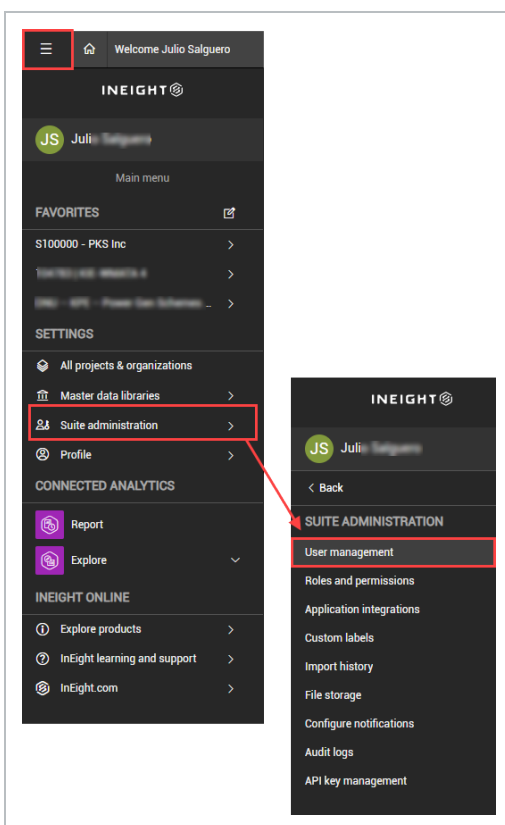 Welcome Julio Salguero
INEIGHT
JS Juli
Main menu
FAVORITES
S100000 - PKS Inc
SETTINGS
All projects & organizations
Master data libraries
Suite administration
Profile
CONNECTED ANALYTICS
Report
Explore
INEIGHT ONLINE
Explore products
InEight learning and support
InEight.com
INEIGHT
JS Juli
< Back
SUITE ADMINISTRATION
User management
Roles and permissions
Application integrations
Custom labels
Import history
File storage
Configure notifications
Audit logs
API key management